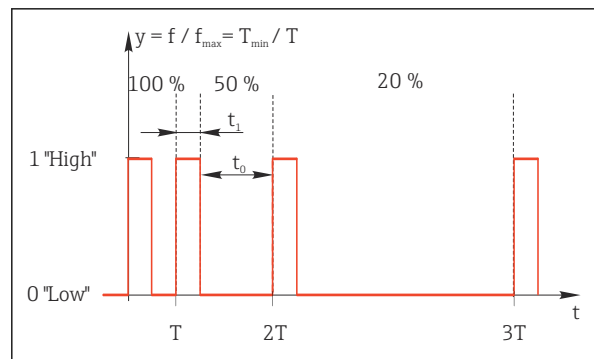 y = f / fmax = Tmin / T
100 % 50 % 20 %
t1
1 "High"
t0
0 "Low"
t
T 2T 3T